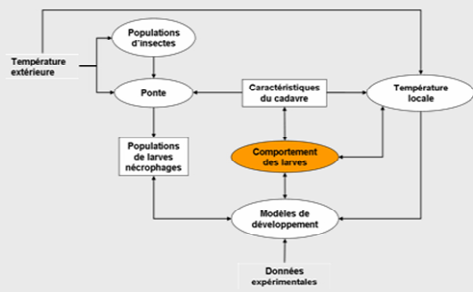 Populations
d'insectes
Température
extérieure
Ponte
Caractéristiques
du cadavre
Température
locale
Populations
de larves
nécrophages
Comportement
des larves
Modèles de
développement
Données
expérimentales